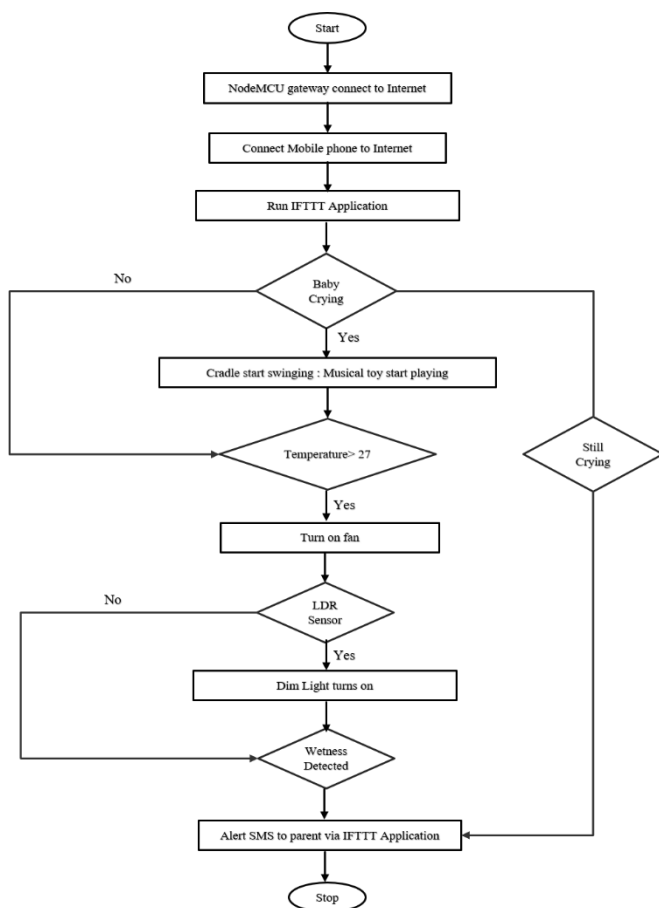 Start
NodeMCU gateway connect to Internet
Connect Mobile phone to Internet
Run IFTTT Application
No
Baby
Crying
Yes
Cradle start swinging : Musical toy start playing
Temperature> 27
Still
Crying
Yes
Turn on fan
No
LDR
Sensor
Yes
Dim Light turns on
Wetness
Detected
Alert SMS to parent via IFTTT Application
Stop